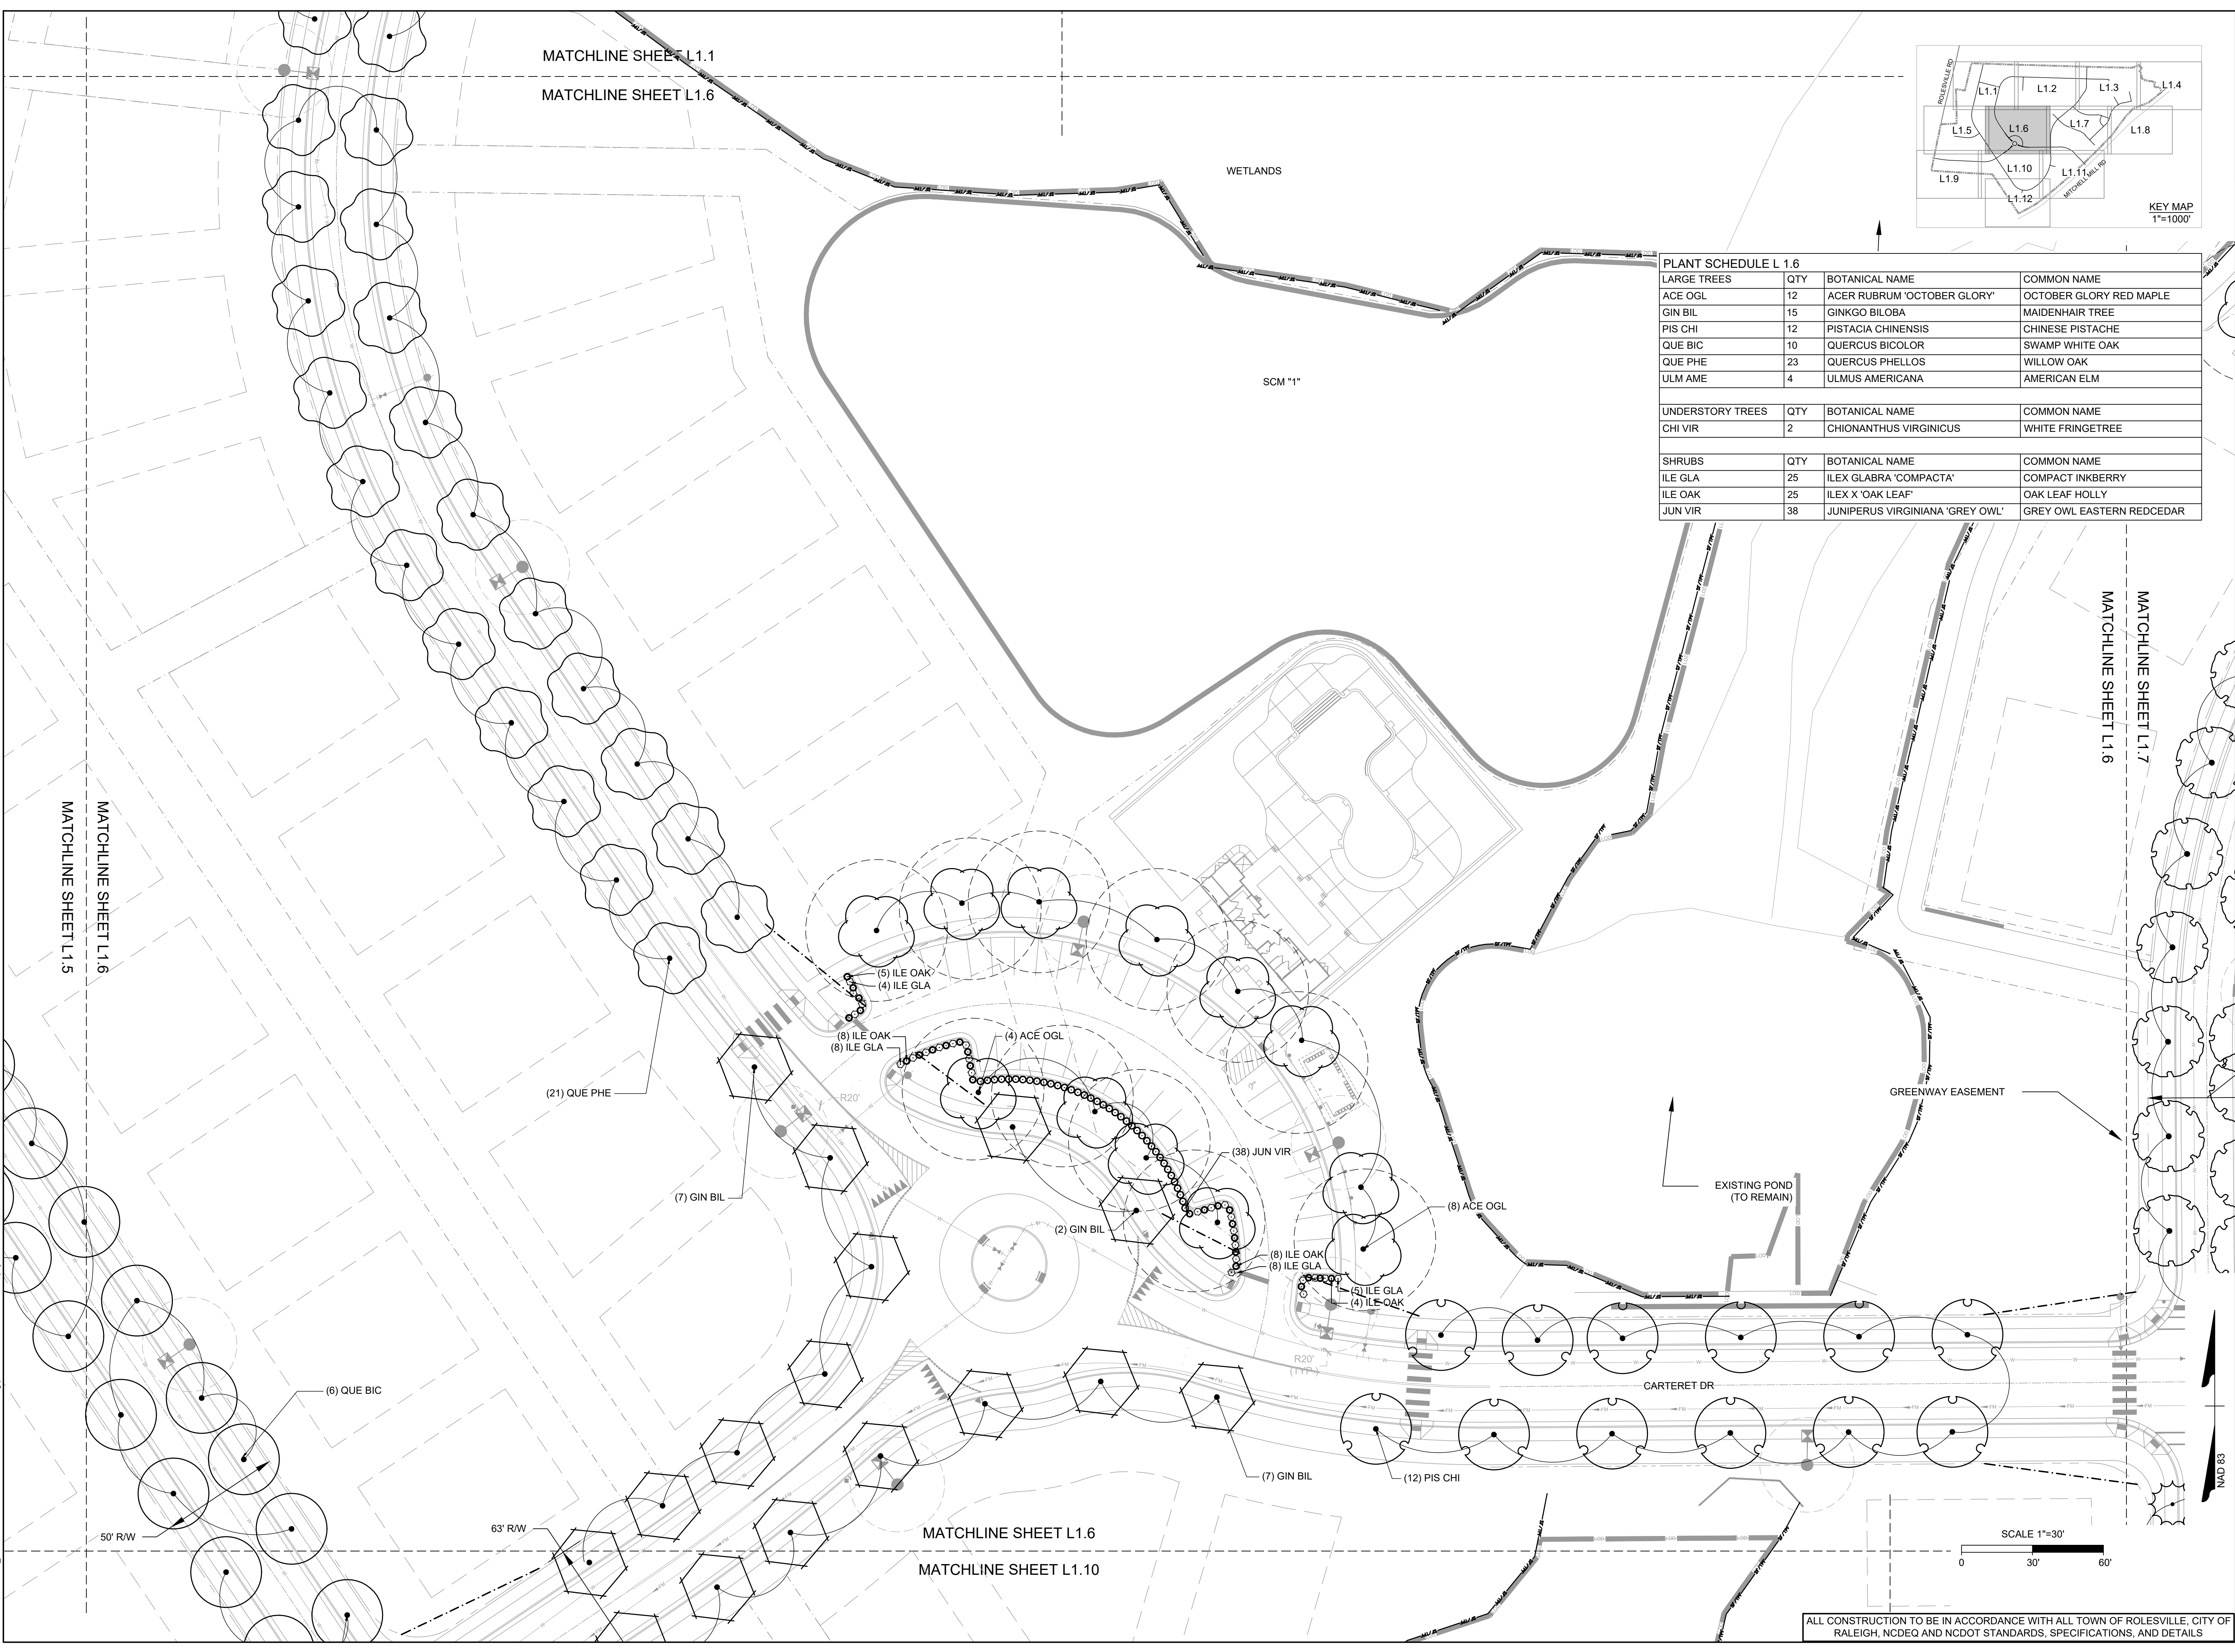 MATCHLINE SHEET L1.1
MATCHLINE SHEET L1.6
WETLANDS
SCM "1"
ROLESVILLE RD
L1.1
L1.2
L1.3
L1.4
L1.5
L1.6
L1.7
L1.8
L1.9
L1.10
L1.11
L1.12
MITCHELL MILL RD
KEY MAP
1"=1000'
PLANT SCHEDULE L 1.6
LARGE TREES QTY BOTANICAL NAME COMMON NAME
ACE OGL 12 ACER RUBRUM 'OCTOBER GLORY' OCTOBER GLORY RED MAPLE
GIN BIL 15 GINKGO BILOBA MAIDENHAIR TREE
PIS CHI 12 PISTACIA CHINENSIS CHINESE PISTACHE
QUE BIC 10 QUERCUS BICOLOR SWAMP WHITE OAK
QUE PHE 23 QUERCUS PHELLOS WILLOW OAK
ULM AME 4 ULMUS AMERICANA AMERICAN ELM
UNDERSTORY TREES QTY BOTANICAL NAME COMMON NAME
CHI VIR 2 CHIONANTHUS VIRGINICUS WHITE FRINGETREE
SHRUBS QTY BOTANICAL NAME COMMON NAME
ILE GLA 25 ILEX GLABRA 'COMPACTA' COMPACT INKBERRY
ILE OAK 25 ILEX X 'OAK LEAF' OAK LEAF HOLLY
JUN VIR 38 JUNIPERUS VIRGINIANA 'GREY OWL' GREY OWL EASTERN REDCEDAR
MATCHLINE SHEET L1.6
MATCHLINE SHEET L1.7
MATCHLINE SHEET L1.5
MATCHLINE SHEET L1.6
(5) ILE OAK
(4) ILE GLA
(8) ILE OAK
(8) ILE GLA
(4) ACE OGL
(21) QUE PHE
R20'
GREENWAY EASEMENT
(38) JUN VIR
(7) GIN BIL
EXISTING POND
(TO REMAIN)
(8) ACE OGL
(2) GIN BIL
(8) ILE OAK
(8) ILE GLA
(5) ILE GLA
(4) ILE OAK
R20'
(TYP.)
CARTERET DR
(6) QUE BIC
(7) GIN BIL
(12) PIS CHI
NAD 83
50' R/W
63' R/W
MATCHLINE SHEET L1.6
MATCHLINE SHEET L1.10
SCALE 1"=30'
0 30' 60'
ALL CONSTRUCTION TO BE IN ACCORDANCE WITH ALL TOWN OF ROLESVILLE, CITY OF
RALEIGH, NCDEQ AND NCDOT STANDARDS, SPECIFICATIONS, AND DETAILS